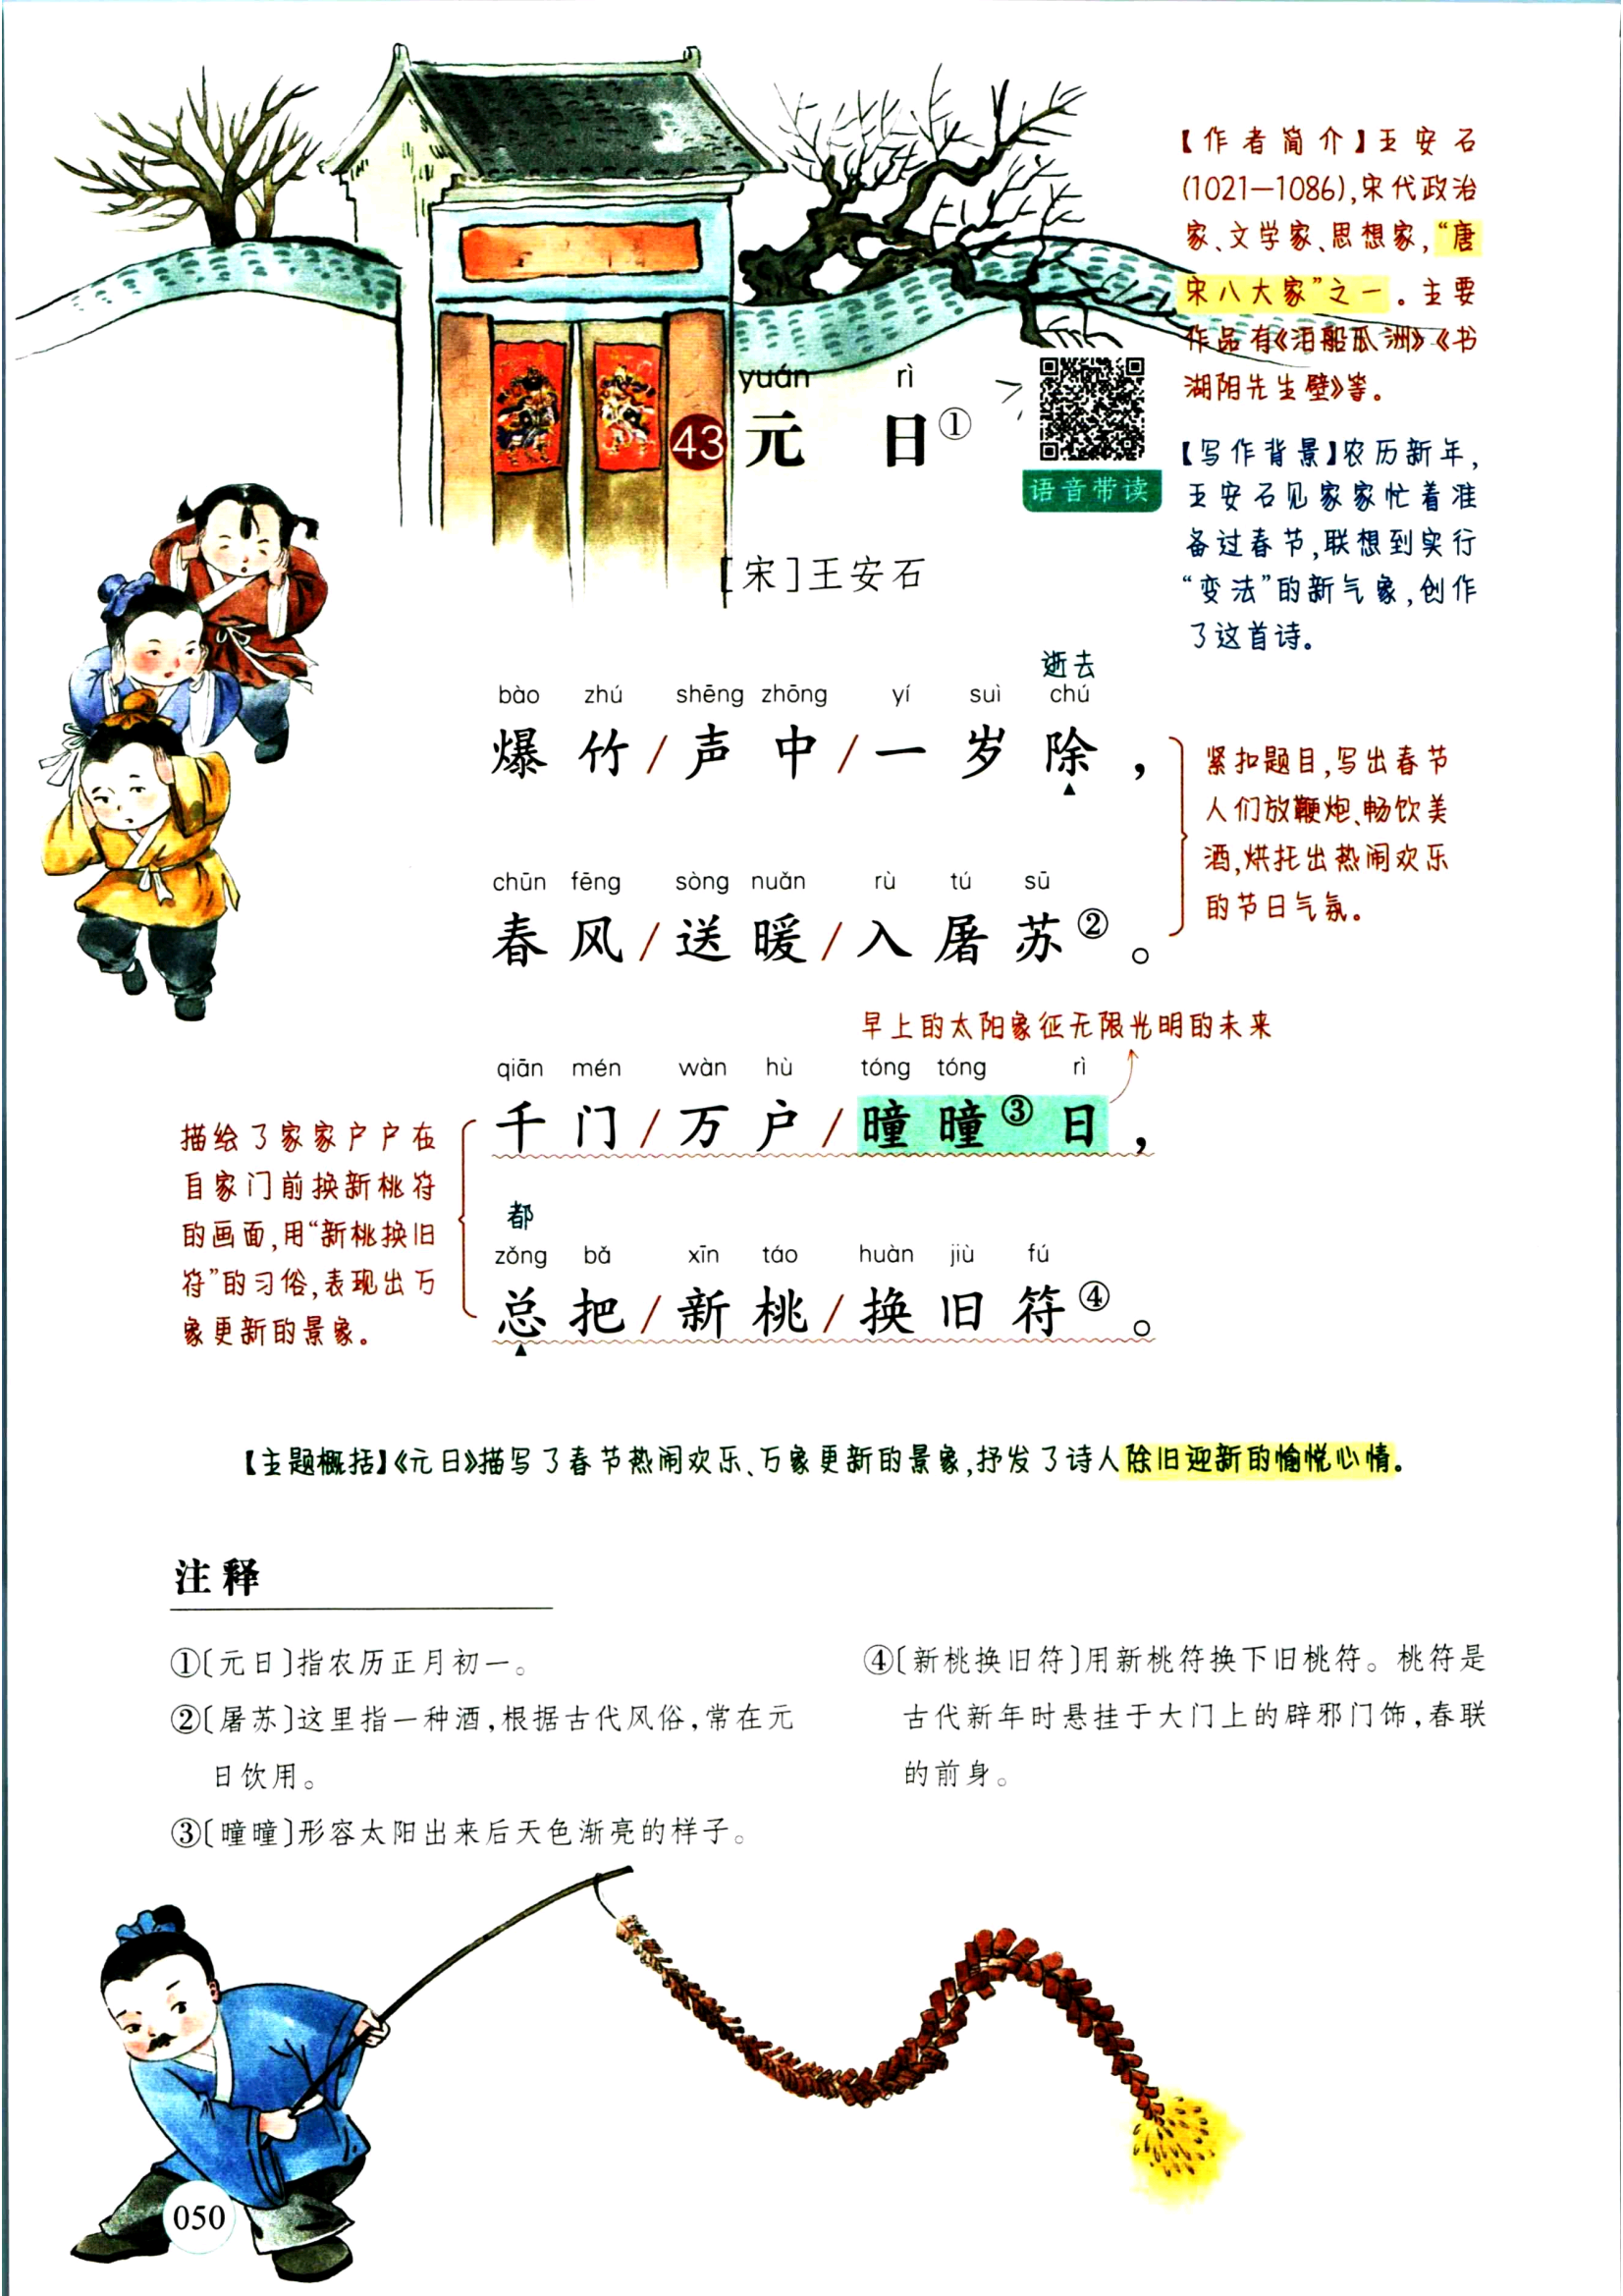 【作者简介】王安石
(1021—1086),宋代政治
家、文学家、思想家,“唐
宋八大家”之一。主要
作品有《泊船瓜洲》《书
湖阳先生壁》等。
yuán rì
43 元 日①
语音带读
【写作背景】农历新年,
王安石见家家忙着准
备过春节,联想到实行
“变法”的新气象,创作
了这首诗。
[宋]王安石
逝去
bào zhú shēng zhōng yí suì chú
爆竹/声中/一岁除,
紧扣题目,写出春节
人们放鞭炮、畅饮美
酒,烘托出热闹欢乐
的节日气氛。
chūn fēng sòng nuǎn rù tú sū
春风/送暖/入屠苏②。
早上的太阳象征无限光明的未来
qiān mén wàn hù tóng tóng rì
千门/万户/曈曈③日,
描绘了家家户户在
自家门前换新桃符
的画面,用“新桃换旧
符”的习俗,表现出万
象更新的景象。
都
zǒng bǎ xīn táo huàn jiù fú
总把/新桃/换旧符④。
【主题概括】《元日》描写了春节热闹欢乐、万象更新的景象,抒发了诗人除旧迎新的愉悦心情。
注释
①〔元日〕指农历正月初一。
②〔屠苏〕这里指一种酒,根据古代风俗,常在元
日饮用。
③〔曈曈〕形容太阳出来后天色渐亮的样子。
④〔新桃换旧符〕用新桃符换下旧桃符。桃符是
古代新年时悬挂于大门上的辟邪门饰,春联
的前身。
050